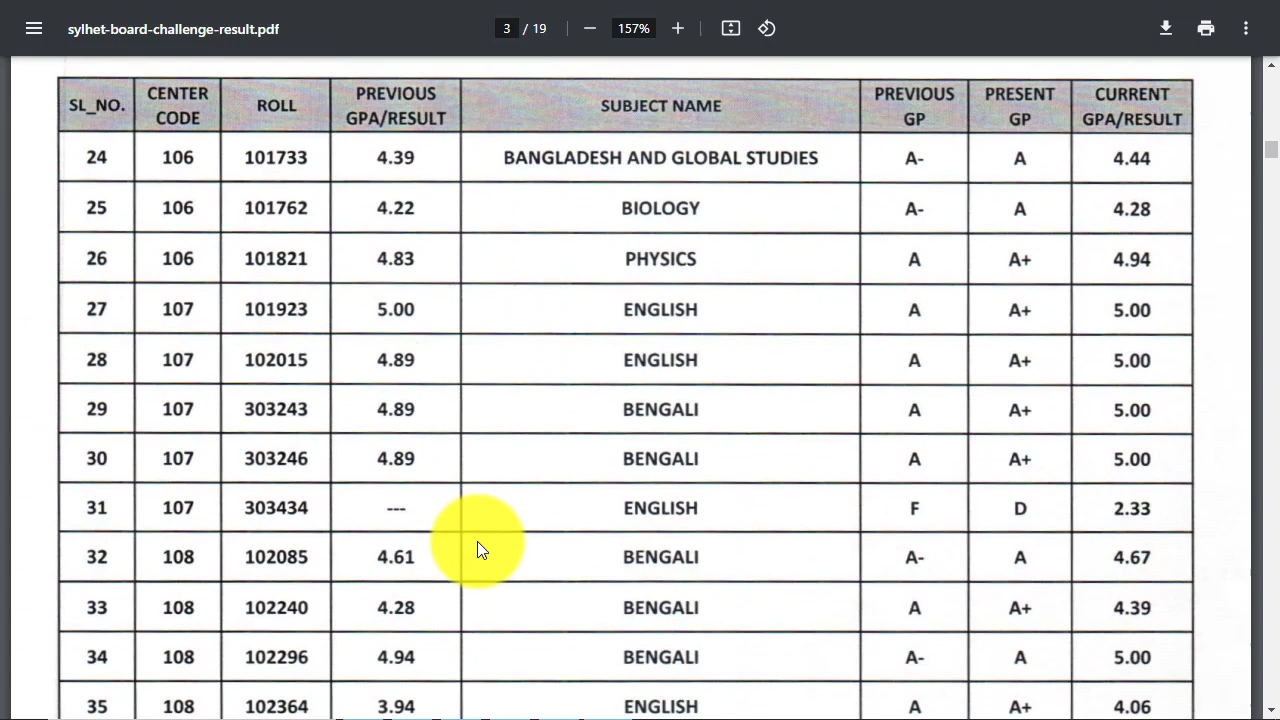 sylhet-board-challenge-result.pdf 3 / 19 157%
SL_NO. CENTER CODE ROLL PREVIOUS GPA/RESULT SUBJECT NAME PREVIOUS GP PRESENT GP CURRENT GPA/RESULT
24 106 101733 4.39 BANGLADESH AND GLOBAL STUDIES A- A 4.44
25 106 101762 4.22 BIOLOGY A- A 4.28
26 106 101821 4.83 PHYSICS A A+ 4.94
27 107 101923 5.00 ENGLISH A A+ 5.00
28 107 102015 4.89 ENGLISH A A+ 5.00
29 107 303243 4.89 BENGALI A A+ 5.00
30 107 303246 4.89 BENGALI A A+ 5.00
31 107 303434 --- ENGLISH F D 2.33
32 108 102085 4.61 BENGALI A- A 4.67
33 108 102240 4.28 BENGALI A A+ 4.39
34 108 102296 4.94 BENGALI A- A 5.00
35 108 102364 3.94 ENGLISH A A+ 4.06